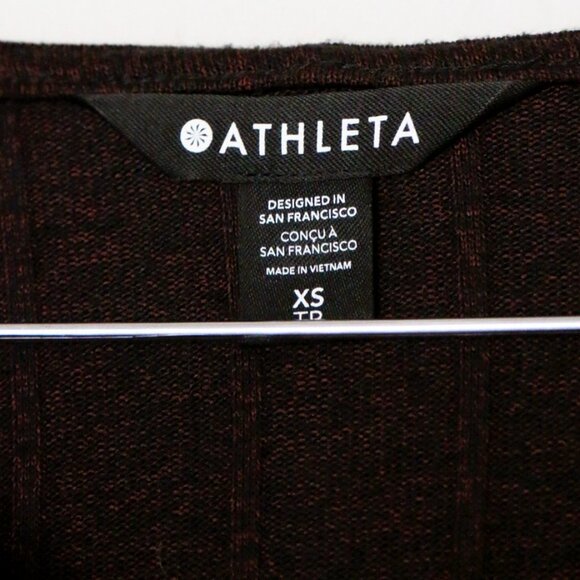 ATHLETA
DESIGNED IN
SAN FRANCISCO
CONÇU À
SAN FRANCISCO
MADE IN VIETNAM
XS